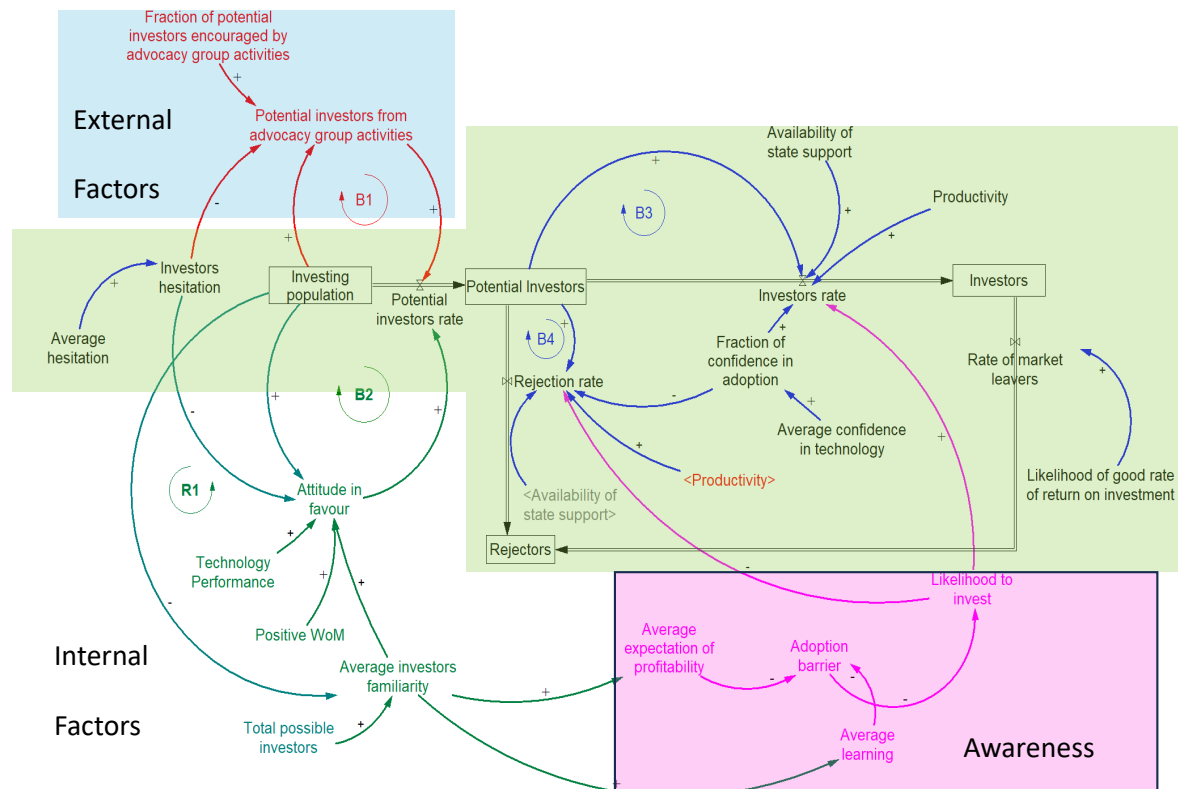 Fraction of potential
investors encouraged by
advocacy group activities
+
External
Factors
Potential investors from
advocacy group activities
-
+
B1
+
Availability of
state support
+
B3
+
Productivity
+
+
Investors
hesitation
Investing
population
Potential
investors rate
Potential Investors
Investors rate
Investors
Average
hesitation
+
B4
+
Fraction of
confidence in
adoption
Rate of market
leavers
+
Rejection rate
-
B2
-
+
+
+
Average confidence
in technology
+
+
<Productivity>
Likelihood of good rate
of return on investment
R1
Attitude in
favour
<Availability of
state support>
+
Technology
Performance
+
+
Rejectors
-
Likelihood to
invest
-
Positive WoM
Internal
Factors
Average investors
familiarity
+
Total possible
investors
+
Average
expectation of
profitability
-
Adoption
barrier
-
-
Average
learning
+
Awareness